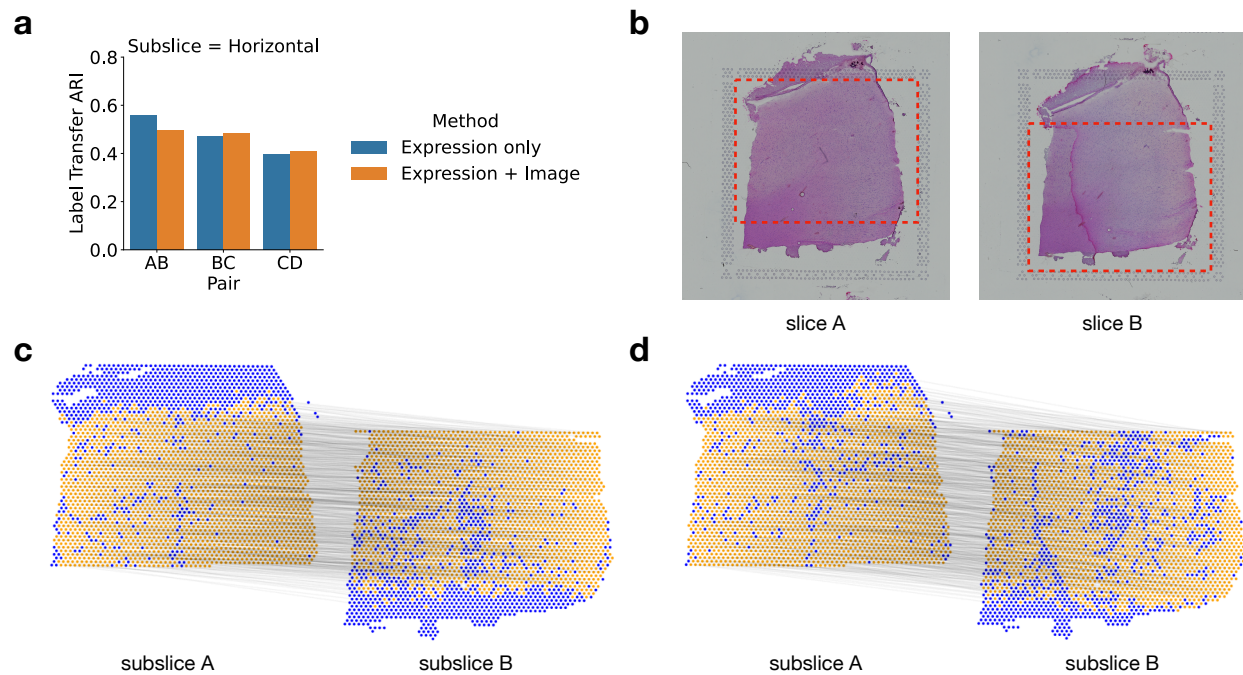 a
Subslice = Horizontal
Label Transfer ARI
0.8
0.6
0.4
0.2
0.0
AB
BC
CD
Pair
Method
Expression only
Expression + Image
b
slice A
slice B
c
subslice A
subslice B
d
subslice A
subslice B